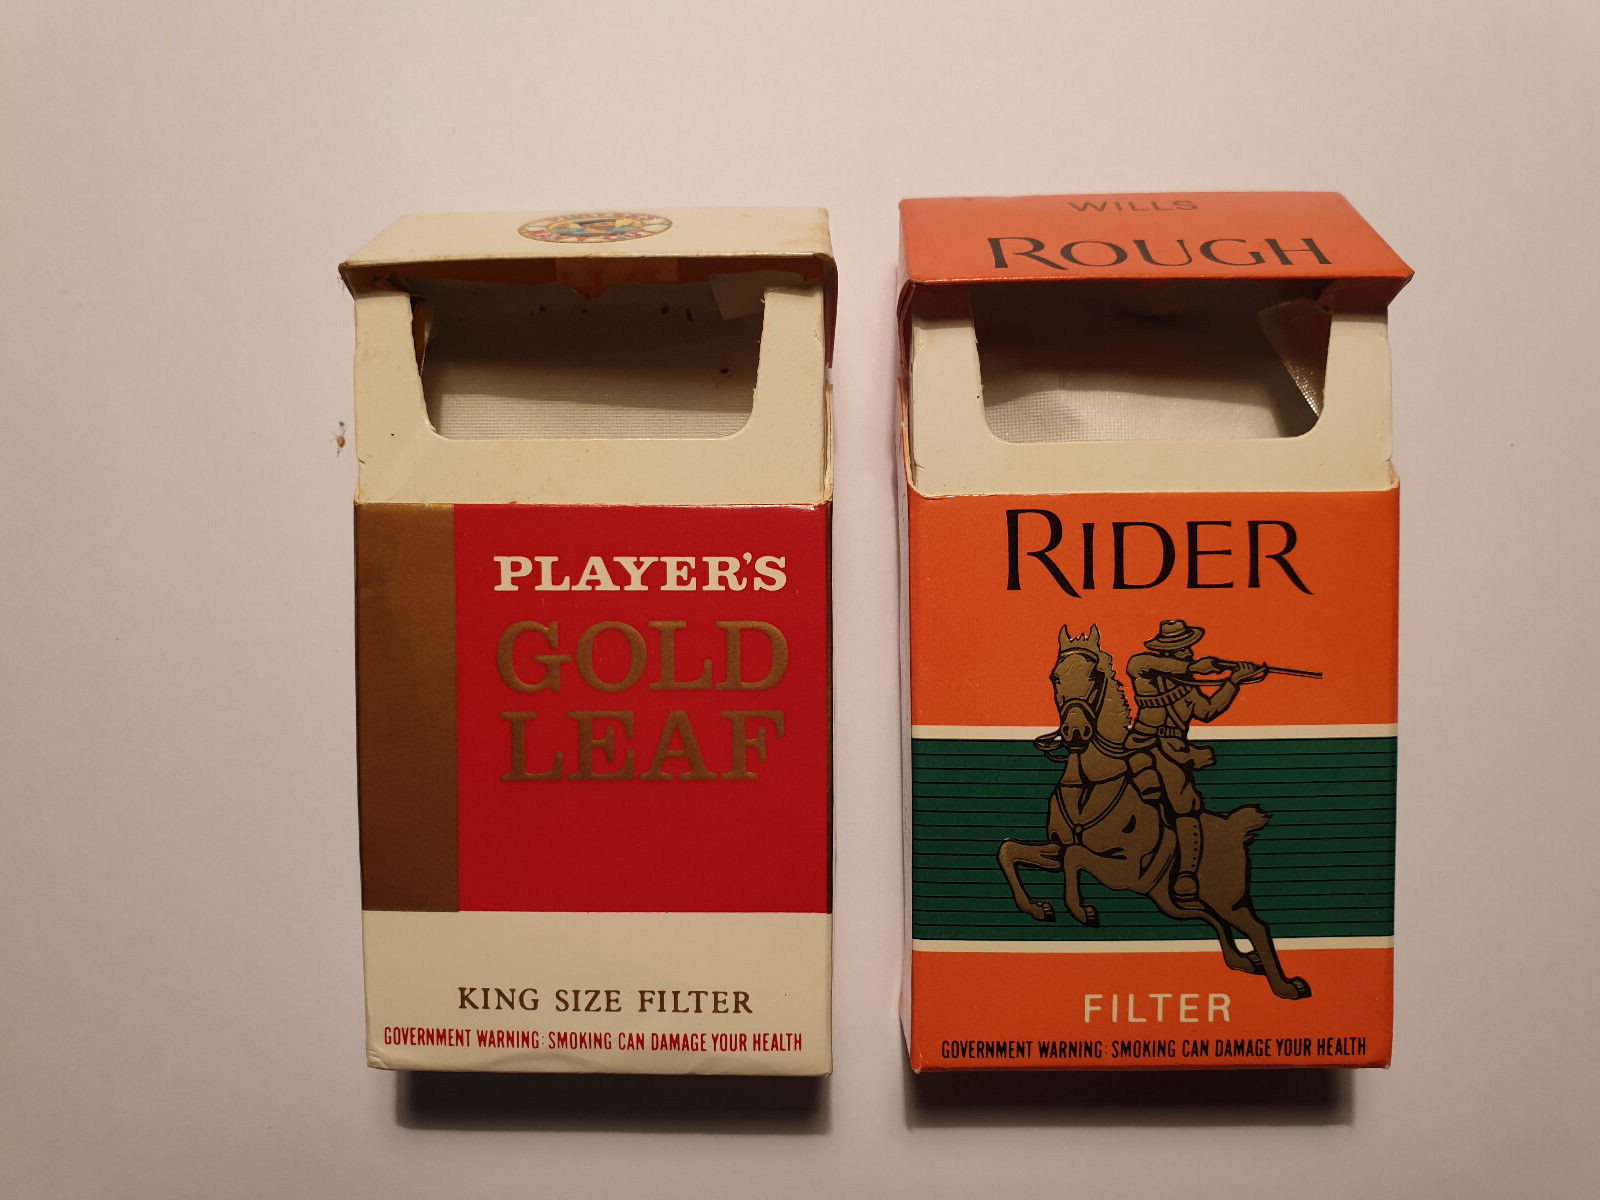 PLAYER'S
GOLD
LEAF
KING SIZE FILTER
GOVERNMENT WARNING: SMOKING CAN DAMAGE YOUR HEALTH
WILLS
ROUGH
RIDER
FILTER
GOVERNMENT WARNING: SMOKING CAN DAMAGE YOUR HEALTH